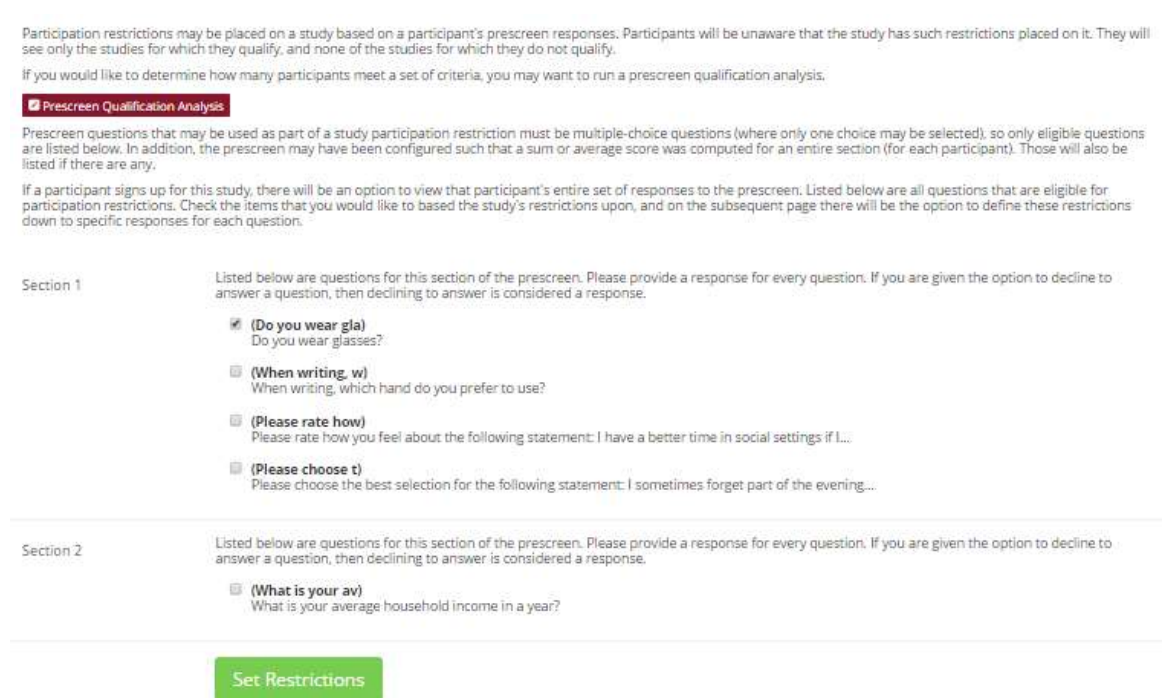 Participation restrictions may be placed on a study based on a participant's prescreen responses. Participants will be unaware that the study has such restrictions placed on it. They will
see only the studies for which they qualify, and none of the studies for which they do not qualify.
If you would like to determine how many participants meet a set of criteria, you may want to run a prescreen qualification analysis.
Prescreen Qualification Analysis
Prescreen questions that may be used as part of a study participation restriction must be multiple-choice questions (where only one choice may be selected), so only eligible questions
are listed below. In addition, the prescreen may have been configured such that a sum or average score was computed for an entire section (for each participant). Those will also be
listed if there are any.
If a participant signs up for this study, there will be an option to view that participant's entire set of responses to the prescreen. Listed below are all questions that are eligible for
participation restrictions. Check the items that you would like to based the study's restrictions upon, and on the subsequent page there will be the option to define these restrictions
down to specific responses for each question.
Section 1
Listed below are questions for this section of the prescreen. Please provide a response for every question. If you are given the option to decline to
answer a question, then declining to answer is considered a response.
(Do you wear gla)
Do you wear glasses?
(When writing, w)
When writing, which hand do you prefer to use?
(Please rate how)
Please rate how you feel about the following statement: I have a better time in social settings if I....
(Please choose t)
Please choose the best selection for the following statement: I sometimes forget part of the evening....
Section 2
Listed below are questions for this section of the prescreen. Please provide a response for every question. If you are given the option to decline to
answer a question, then declining to answer is considered a response.
(What is your av)
What is your average household income in a year?
Set Restrictions